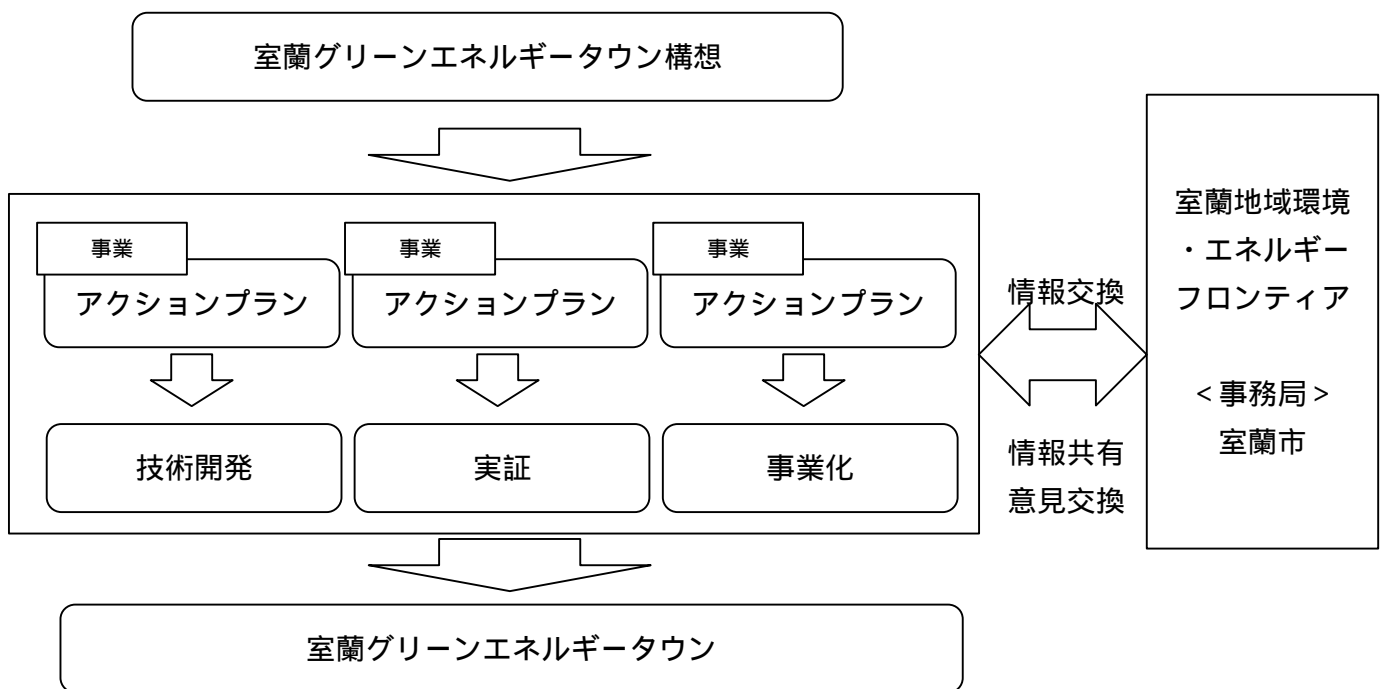 室蘭グリーンエネルギータウン構想
事業
アクションプラン
事業
アクションプラン
事業
アクションプラン
技術開発
実証
事業化
情報交換
情報共有
意見交換
室蘭地域環境
・エネルギー
フロンティア
<事務局>
室蘭市
室蘭グリーンエネルギータウン